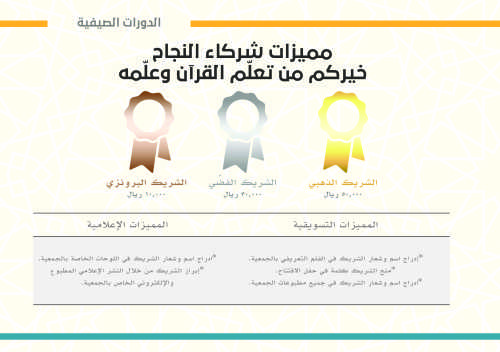 الدورات الصيفية
مميزات شركاء النجاح
خيركم من تعلّم القرآن وعلّمه
الشريك الذهبي
٥٠,٠٠٠ ريال
الشريك الفضّي
٣٠,٠٠٠ ريال
الشريك البرونزي
١٠,٠٠٠ ريال
المميزات التسويقية
*إدراج اسم وشعار الشريك في الفلم التعريفي بالجمعية.
*منح الشريك كلمة في حفل الافتتاح.
*ادراج اسم وشعار الشريك في جميع مطبوعات الجمعية.
المميزات الإعلامية
*إدراج اسم وشعار الشريك في اللوحات الخاصة بالجمعية.
*إبراز الشريك من خلال النشر الإعلامي المطبوع
والإلكتروني الخاص بالجمعية.